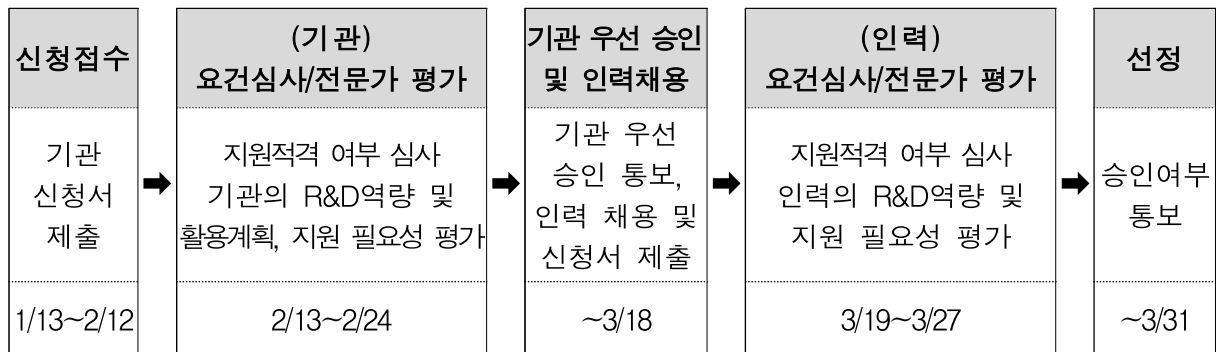 신청접수
(기관)
요건심사/전문가 평가
기관 우선 승인
및 인력채용
(인력)
요건심사/전문가 평가
선정
기관
신청서
제출
➡
지원적격 여부 심사
기관의 R&D역량 및
활용계획, 지원 필요성 평가
➡
기관 우선
승인 통보,
인력 채용 및
신청서 제출
➡
지원적격 여부 심사
인력의 R&D역량 및
지원 필요성 평가
➡
승인여부
통보
1/13~2/12
2/13~2/24
~3/18
3/19~3/27
~3/31